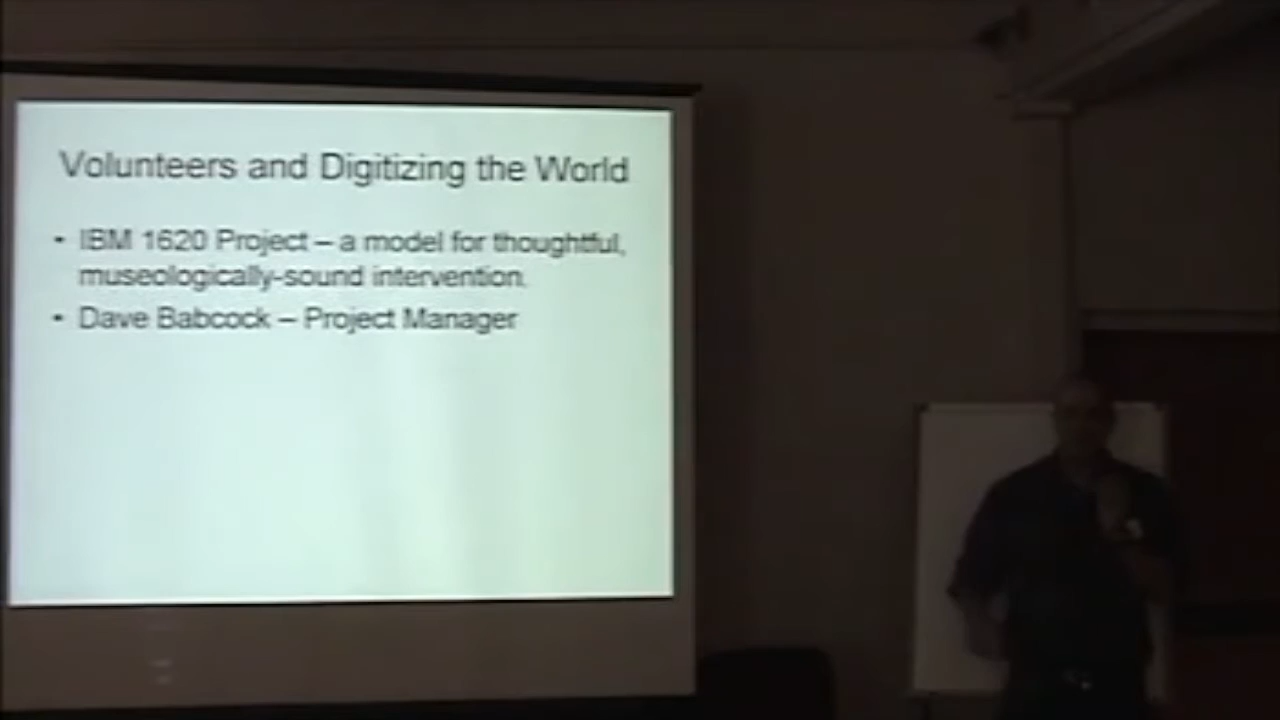 Volunteers and Digitizing the World
• IBM 1620 Project – a model for thoughtful,
museologically-sound intervention.
• Dave Babcock – Project Manager